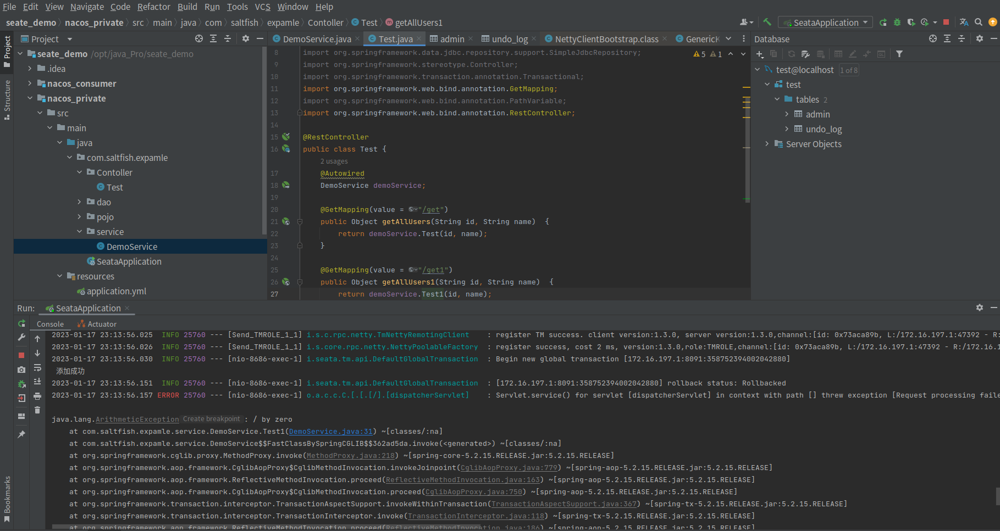 File Edit View Navigate Code Refactor Build Run Tools VCS Window Help
seate_demo nacos_private src main java com saltfish expamle Contoller Test getAllUsers1
SeataApplication
Project
DemoService.java Test.java admin undo_log NettyClientBootstrap.class
Database
Project
Structure
Bookmarks
seate_demo /opt/java_Pro/seate_demo
.idea
nacos_consumer
nacos_private
src
main
java
com.saltfish.expamle
Contoller
Test
dao
pojo
service
DemoService
SeataApplication
resources
application.yml
5 1
8 import org.springframework.data.jdbc.repository.support.SimpleJdbcRepository;
9 import org.springframework.stereotype.Controller;
10 import org.springframework.transaction.annotation.Transactional;
11 import org.springframework.web.bind.annotation.GetMapping;
12 import org.springframework.web.bind.annotation.PathVariable;
13 import org.springframework.web.bind.annotation.RestController;
14
15 @RestController
16 public class Test {
2 usages
17 @Autowired
18 DemoService demoService;
19
20 @GetMapping(value = "/get")
21 public Object getAllUsers(String id, String name) {
22 return demoService.Test(id, name);
23 }
24
25 @GetMapping(value = "/get1")
26 public Object getAllUsers1(String id, String name) {
27 return demoService.Test1(id, name);
test@localhost 1 of 8
test
tables 2
admin
undo_log
Server Objects
Run: SeataApplication
Console Actuator
2023-01-17 23:13:56.025 INFO 25760 --- [Send_TMROLE_1_1] i.s.c.rpc.netty.TmNettyRemotingClient : register TM success. client version:1.3.0, server version:1.3.0,channel:[id: 0x73aca89b, L:/172.16.197.1:47392 - R:/172.16.197
2023-01-17 23:13:56.026 INFO 25760 --- [Send_TMROLE_1_1] i.s.core.rpc.netty.NettyPoolableFactory : register success, cost 2 ms, version:1.3.0,role:TMROLE,channel:[id: 0x73aca89b, L:/172.16.197.1:47392 - R:/172.16.1
2023-01-17 23:13:56.030 INFO 25760 --- [nio-8686-exec-1] i.seata.tm.api.DefaultGlobalTransaction : Begin new global transaction [172.16.197.1:8091:358752394002042880]
添加成功
2023-01-17 23:13:56.151 INFO 25760 --- [nio-8686-exec-1] i.seata.tm.api.DefaultGlobalTransaction : [172.16.197.1:8091:358752394002042880] rollback status: Rollbacked
2023-01-17 23:13:56.157 ERROR 25760 --- [nio-8686-exec-1] o.a.c.c.C.[.[.[/].[dispatcherServlet] : Servlet.service() for servlet [dispatcherServlet] in context with path [] threw exception [Request processing faile
java.lang.ArithmeticException Create breakpoint : / by zero
at com.saltfish.expamle.service.DemoService.Test1(DemoService.java:31) ~[classes/:na]
at com.saltfish.expamle.service.DemoService$$FastClassBySpringCGLIB$$362ad5da.invoke(<generated>) ~[classes/:na]
at org.springframework.cglib.proxy.MethodProxy.invoke(MethodProxy.java:218) ~[spring-core-5.2.15.RELEASE.jar:5.2.15.RELEASE]
at org.springframework.aop.framework.CglibAopProxy$CglibMethodInvocation.invokeJoinpoint(CglibAopProxy.java:779) ~[spring-aop-5.2.15.RELEASE.jar:5.2.15.RELEASE]
at org.springframework.aop.framework.ReflectiveMethodInvocation.proceed(ReflectiveMethodInvocation.java:163) ~[spring-aop-5.2.15.RELEASE.jar:5.2.15.RELEASE]
at org.springframework.aop.framework.CglibAopProxy$CglibMethodInvocation.proceed(CglibAopProxy.java:750) ~[spring-aop-5.2.15.RELEASE.jar:5.2.15.RELEASE]
at org.springframework.transaction.interceptor.TransactionAspectSupport.invokeWithinTransaction(TransactionAspectSupport.java:367) ~[spring-tx-5.2.15.RELEASE.jar:5.2.15.RELEASE]
at org.springframework.transaction.interceptor.TransactionInterceptor.invoke(TransactionInterceptor.java:118) ~[spring-tx-5.2.15.RELEASE.jar:5.2.15.RELEASE]
at org.springframework.aop.framework.ReflectiveMethodInvocation.proceed(ReflectiveMethodInvocation.java:186) ~[spring-aop-5.2.15.RELEASE.jar:5.2.15.RELEASE]